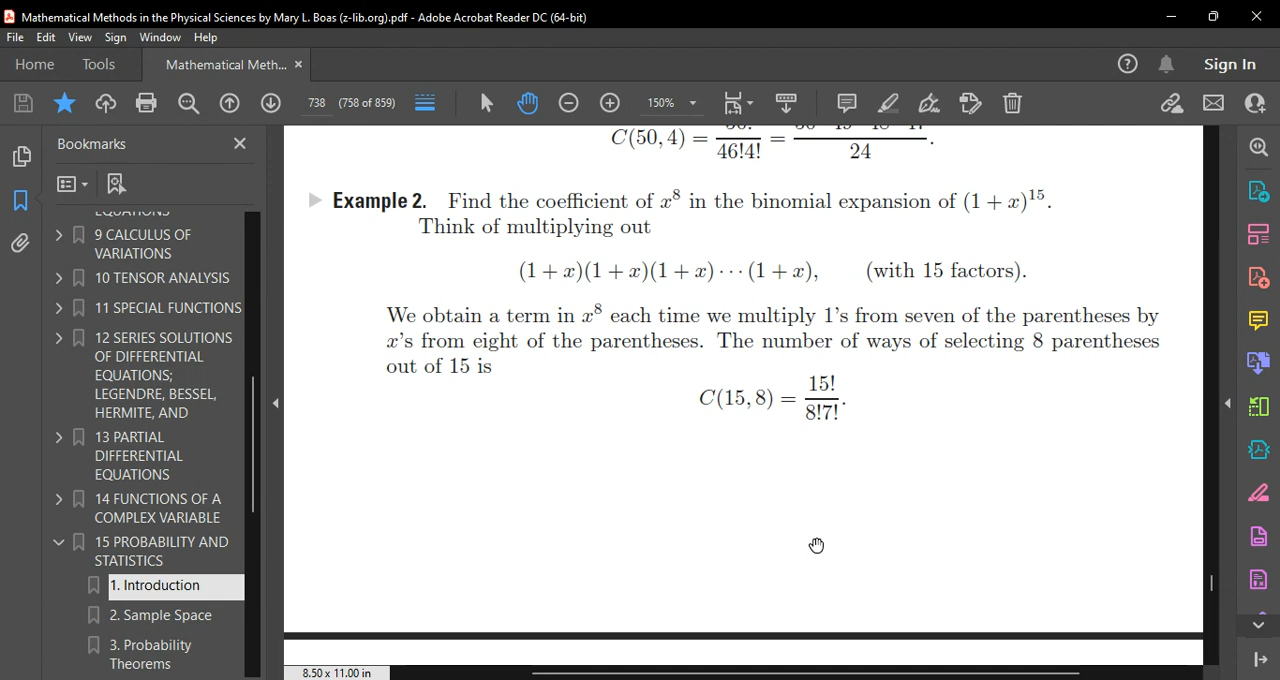 Mathematical Methods in the Physical Sciences by Mary L. Boas (z-lib.org).pdf - Adobe Acrobat Reader DC (64-bit)
File Edit View Sign Window Help
Home Tools Mathematical Meth... × Sign In
738 (758 of 859) 150%
Bookmarks
EQUATIONS
9 CALCULUS OF
VARIATIONS
10 TENSOR ANALYSIS
11 SPECIAL FUNCTIONS
12 SERIES SOLUTIONS
OF DIFFERENTIAL
EQUATIONS;
LEGENDRE, BESSEL,
HERMITE, AND
13 PARTIAL
DIFFERENTIAL
EQUATIONS
14 FUNCTIONS OF A
COMPLEX VARIABLE
15 PROBABILITY AND
STATISTICS
1. Introduction
2. Sample Space
3. Probability
Theorems
C(50, 4) = 50!/46!4! = /24 .
Example 2. Find the coefficient of x⁸ in the binomial expansion of (1 + x)¹⁵.
Think of multiplying out
(1 + x)(1 + x)(1 + x) ··· (1 + x), (with 15 factors).
We obtain a term in x⁸ each time we multiply 1's from seven of the parentheses by
x's from eight of the parentheses. The number of ways of selecting 8 parentheses
out of 15 is
C(15, 8) = 15!/8!7! .
8.50 x 11.00 in